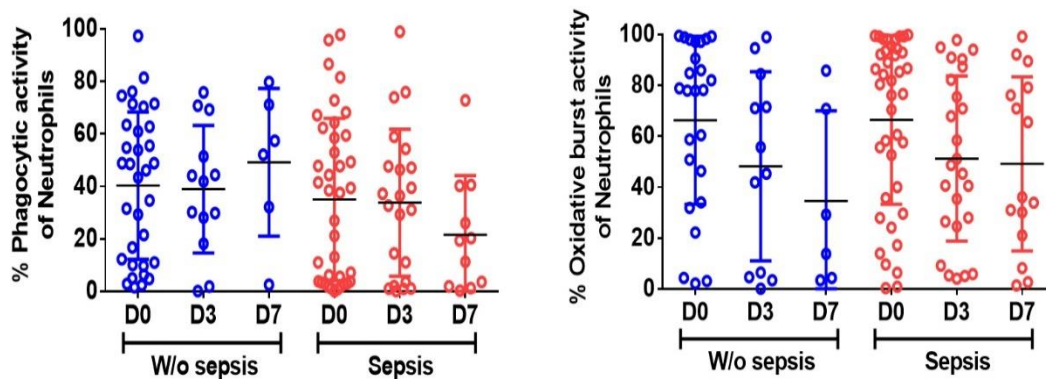 % Phagocytic activity
of Neutrophils
100
80
60
40
20
0
D0 D3 D7 D0 D3 D7
W/o sepsis Sepsis
% Oxidative burst activity
of Neutrophils
100
80
60
40
20
0
D0 D3 D7 D0 D3 D7
W/o sepsis Sepsis